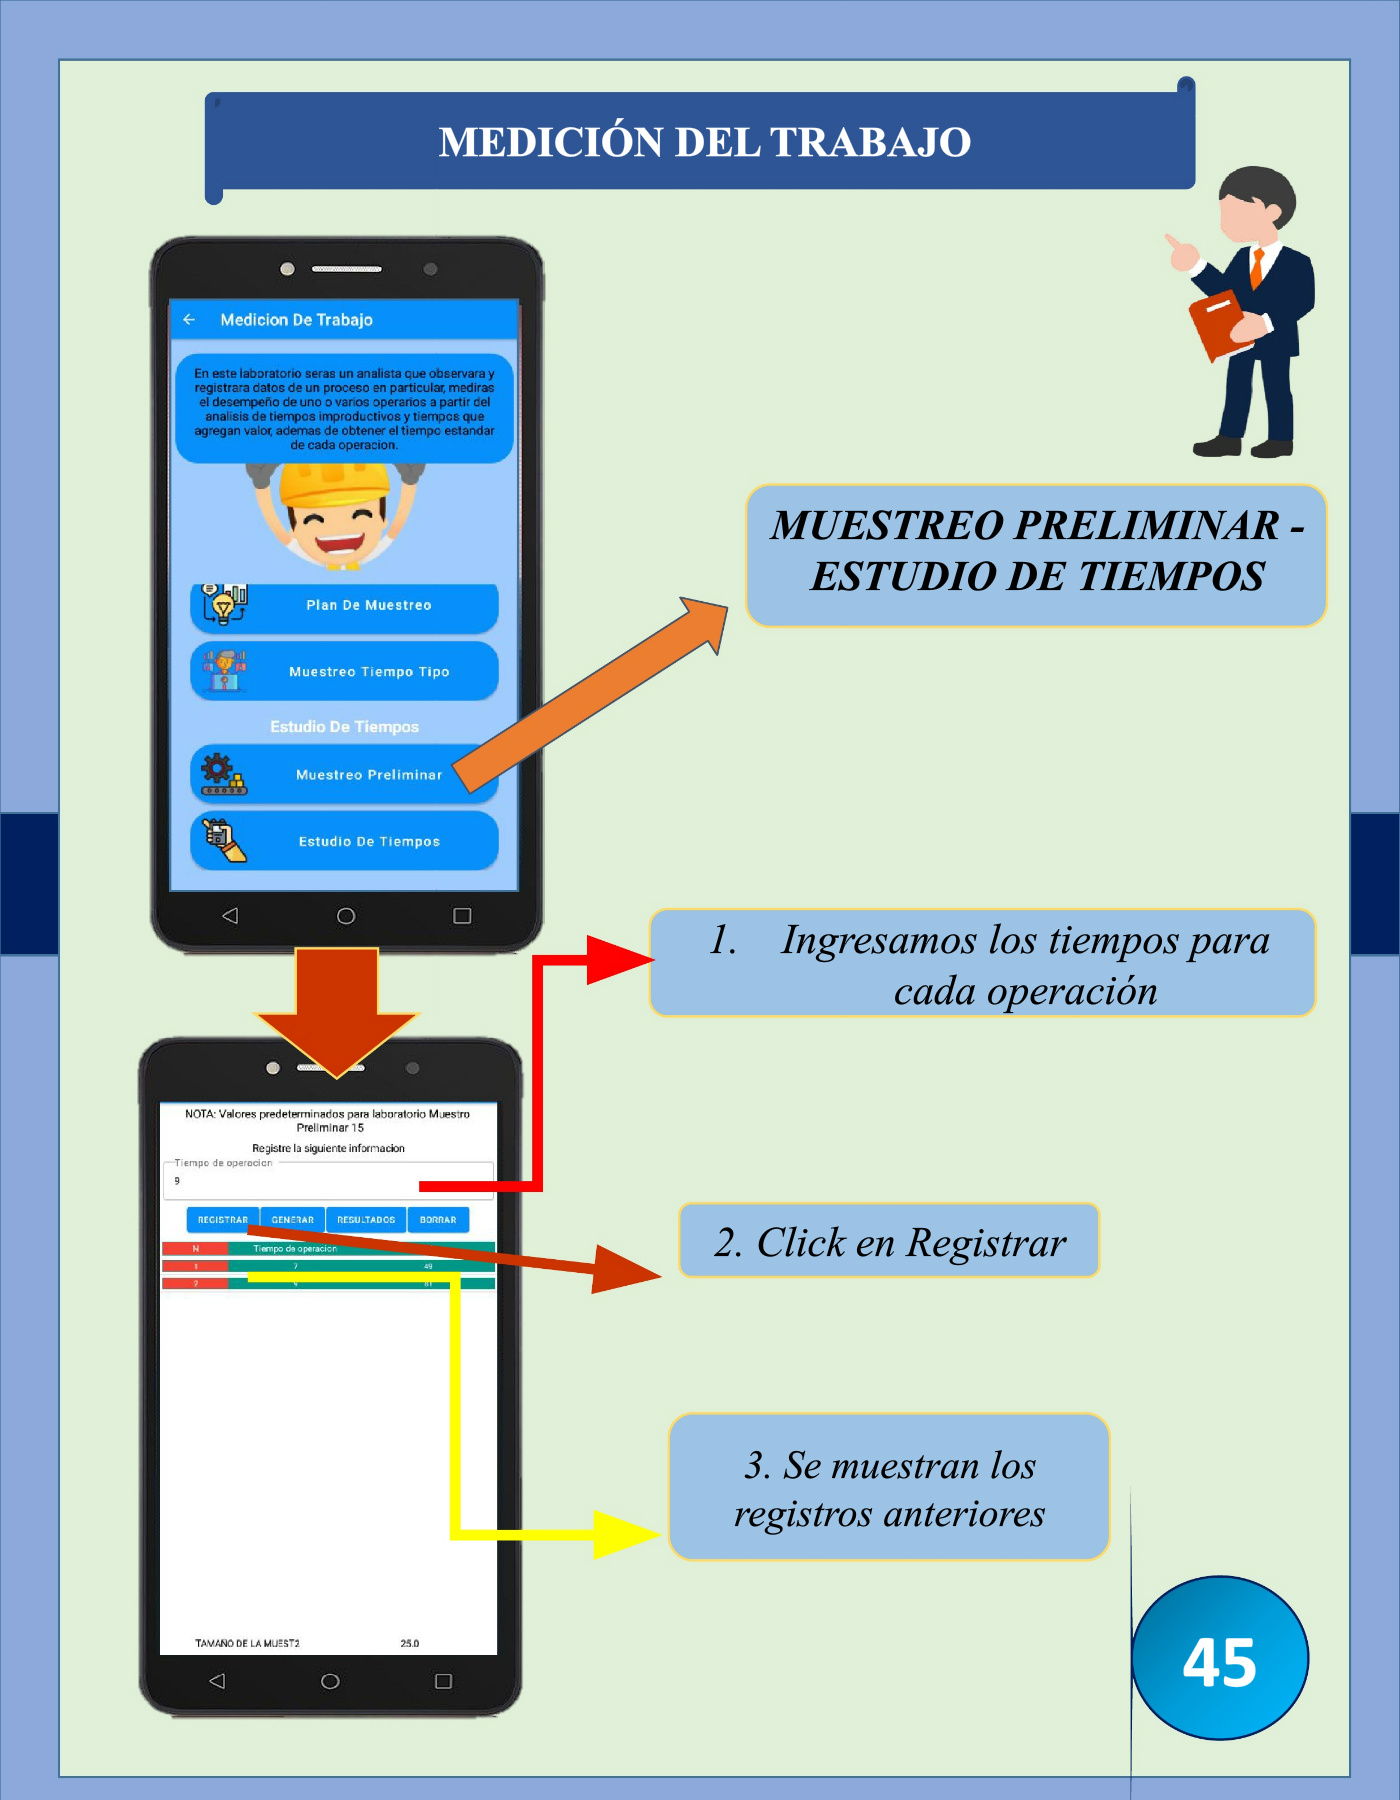 MEDICIÓN DEL TRABAJO
Medicion De Trabajo
En este laboratorio seras un analista que observara y
registrara datos de un proceso en particular, mediras
el desempeño de uno o varios operarios a partir del
analisis de tiempos improductivos y tiempos que
agregan valor, ademas de obtener el tiempo estandar
de cada operacion.
Plan De Muestreo
Muestreo Tiempo Tipo
Estudio De Tiempos
Muestreo Preliminar
Estudio De Tiempos
MUESTREO PRELIMINAR -
ESTUDIO DE TIEMPOS
1. Ingresamos los tiempos para
cada operación
NOTA: Valores predeterminados para laboratorio Muestro
Preliminar 15
Registre la siguiente informacion
Tiempo de operacion
9
REGISTRAR GENERAR RESULTADOS BORRAR
N Tiempo de operacion
1 7 49
2 9 81
2. Click en Registrar
3. Se muestran los
registros anteriores
TAMAÑO DE LA MUEST2 25.0
45